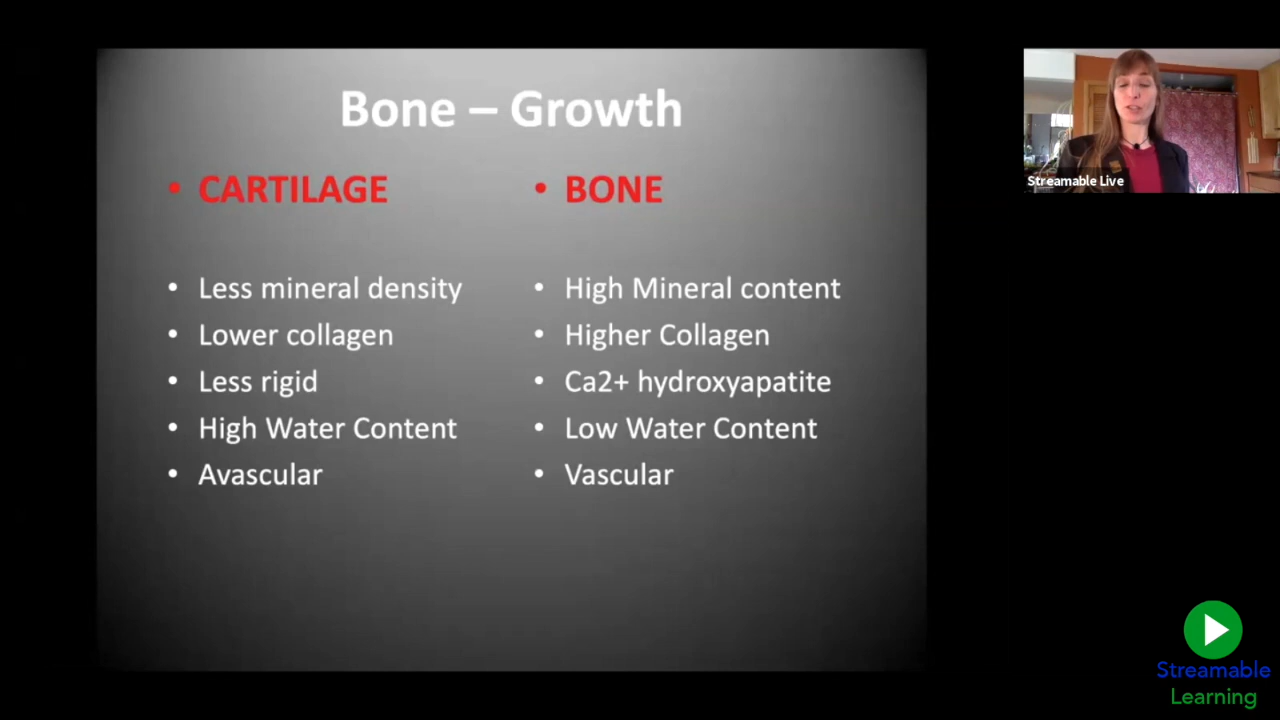 Bone – Growth
• CARTILAGE
• Less mineral density
• Lower collagen
• Less rigid
• High Water Content
• Avascular
• BONE
• High Mineral content
• Higher Collagen
• Ca2+ hydroxyapatite
• Low Water Content
• Vascular
Streamable Live
Streamable
Learning